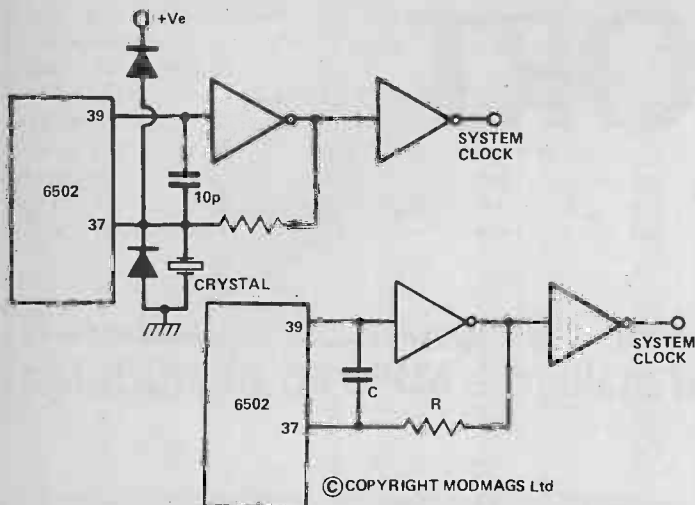 +Ve
39
SYSTEM
CLOCK
6502
10p
37
CRYSTAL
39
SYSTEM
CLOCK
6502
C
R
37
© COPYRIGHT MODMAGS Ltd